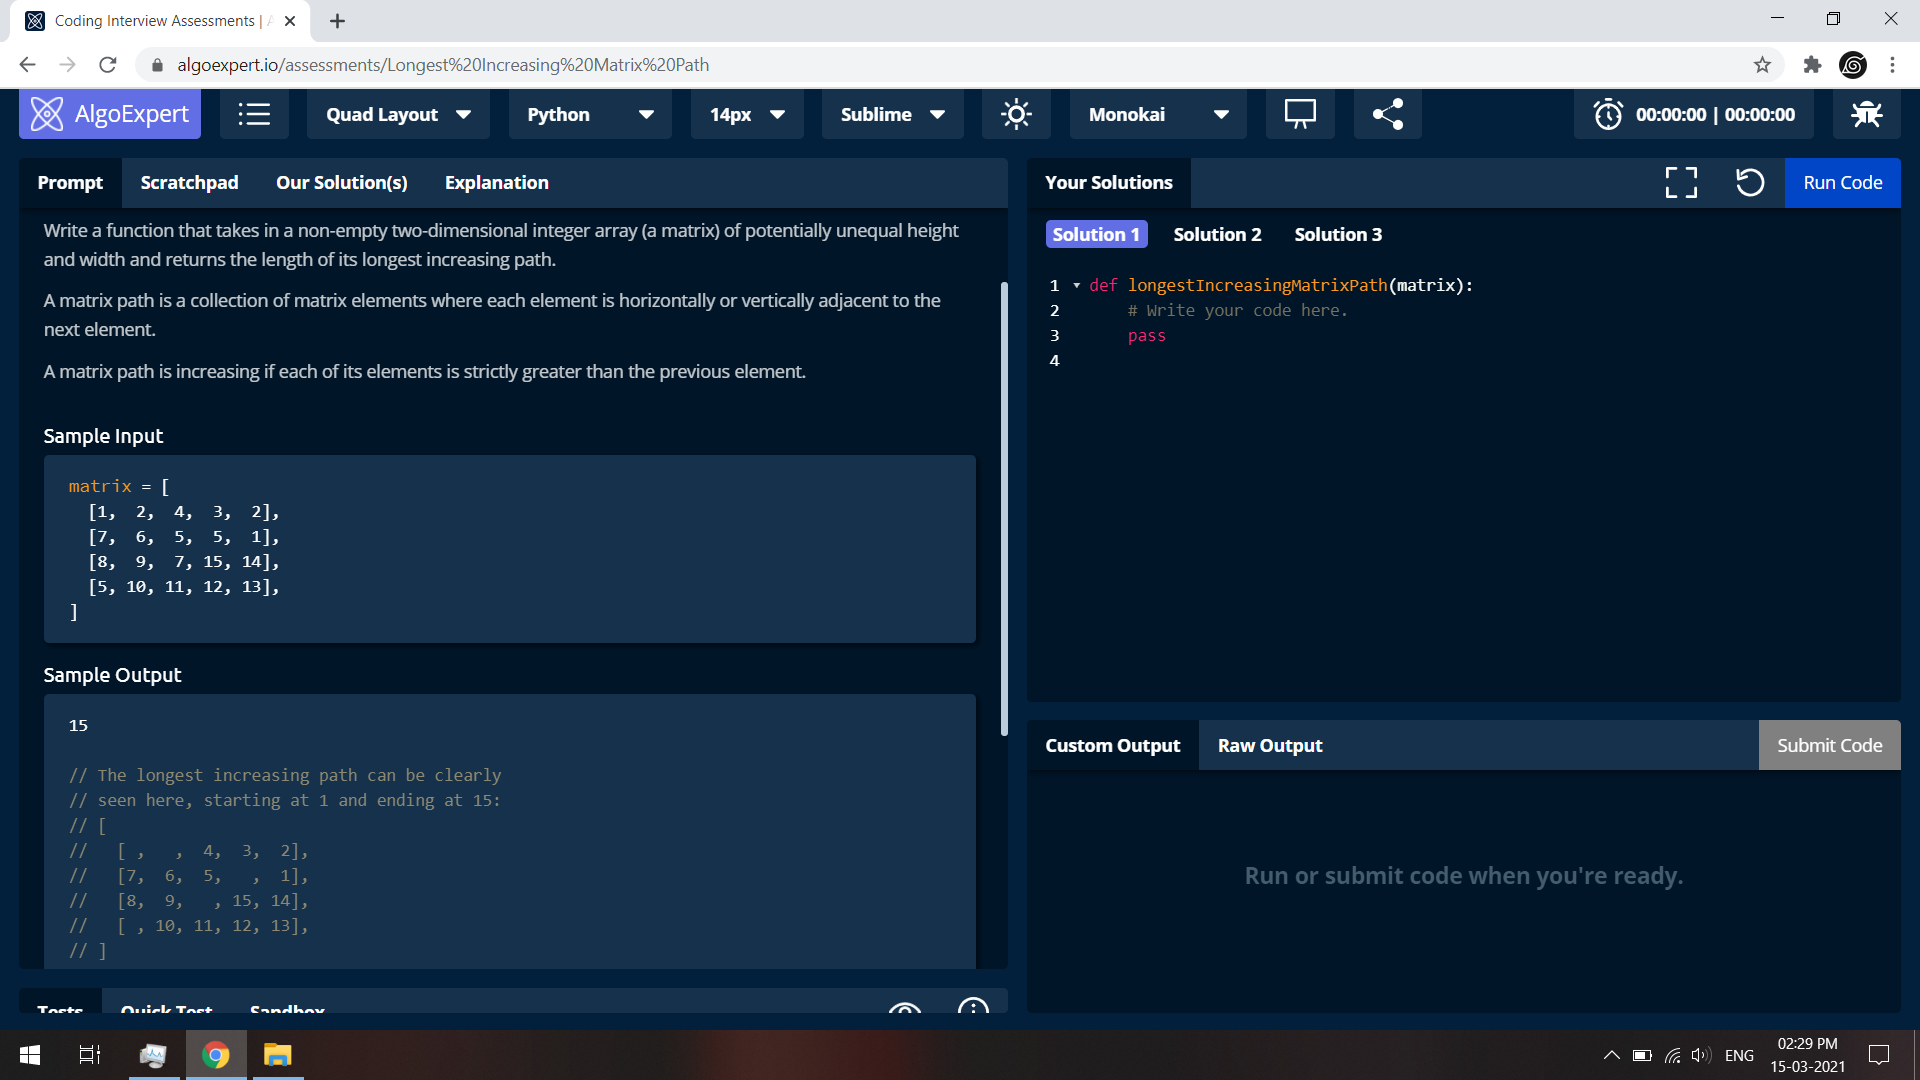 Coding Interview Assessments |
algoexpert.io/assessments/Longest%20Increasing%20Matrix%20Path
AlgoExpert
Quad Layout
Python
14px
Sublime
Monokai
00:00:00 | 00:00:00
Prompt
Scratchpad
Our Solution(s)
Explanation
Write a function that takes in a non-empty two-dimensional integer array (a matrix) of potentially unequal height
and width and returns the length of its longest increasing path.
A matrix path is a collection of matrix elements where each element is horizontally or vertically adjacent to the
next element.
A matrix path is increasing if each of its elements is strictly greater than the previous element.
Sample Input
matrix = [
[1, 2, 4, 3, 2],
[7, 6, 5, 5, 1],
[8, 9, 7, 15, 14],
[5, 10, 11, 12, 13],
]
Sample Output
15
// The longest increasing path can be clearly
// seen here, starting at 1 and ending at 15:
// [
// [ , , 4, 3, 2],
// [7, 6, 5, , 1],
// [8, 9, , 15, 14],
// [ , 10, 11, 12, 13],
// ]
Tests
Quick Test
Sandbox
Your Solutions
Run Code
Solution 1
Solution 2
Solution 3
1 def longestIncreasingMatrixPath(matrix):
2 # Write your code here.
3 pass
4
Custom Output
Raw Output
Submit Code
Run or submit code when you're ready.
ENG
02:29 PM
15-03-2021